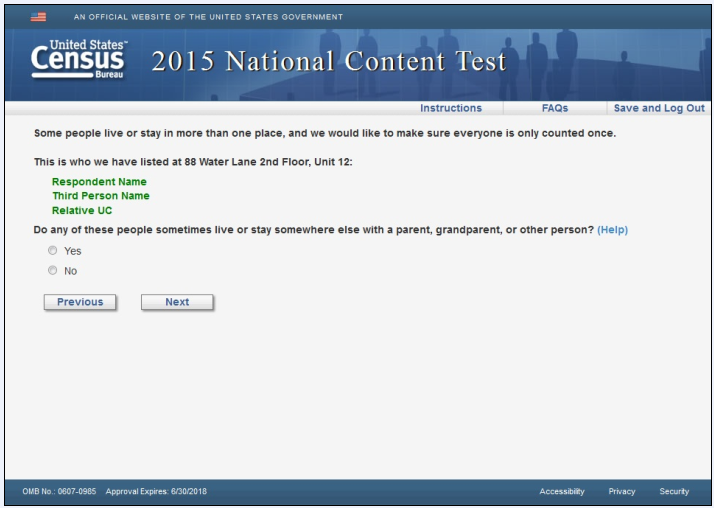 AN OFFICIAL WEBSITE OF THE UNITED STATES GOVERNMENT
United States™
Census
Bureau
2015 National Content Test
Instructions FAQs Save and Log Out
Some people live or stay in more than one place, and we would like to make sure everyone is only counted once.
This is who we have listed at 88 Water Lane 2nd Floor, Unit 12:
Respondent Name
Third Person Name
Relative UC
Do any of these people sometimes live or stay somewhere else with a parent, grandparent, or other person? (Help)
Yes
No
Previous Next
OMB No.: 0607-0985 Approval Expires: 6/30/2018 Accessibility Privacy Security